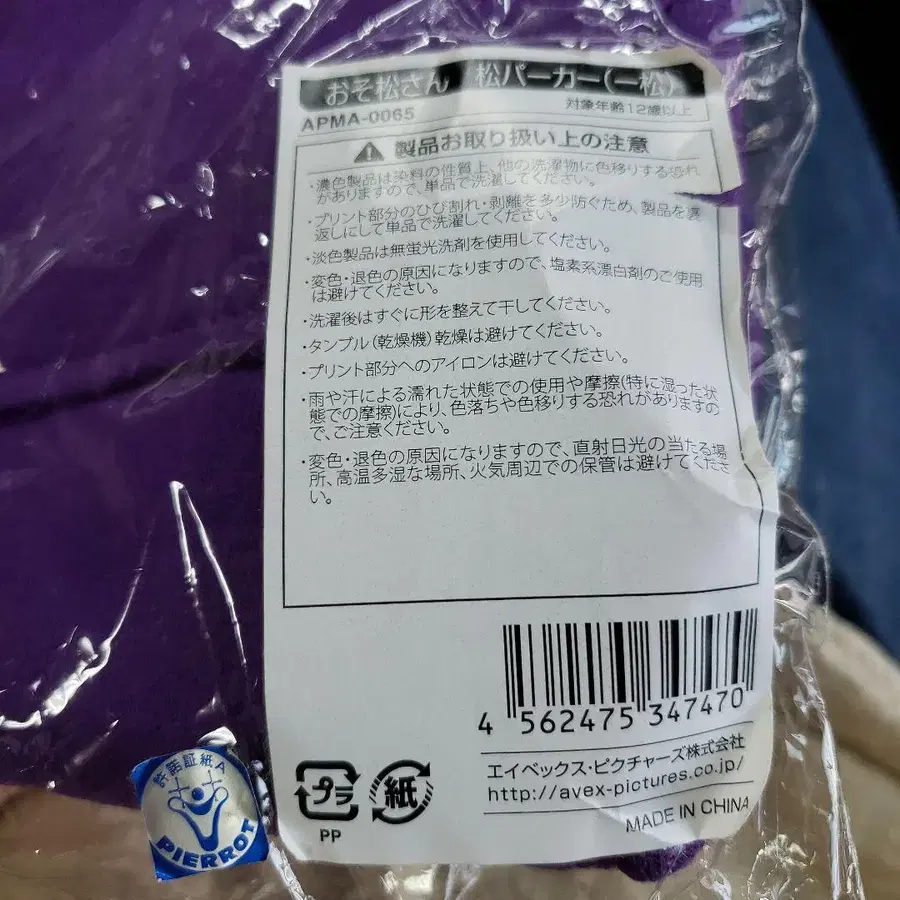 おそ松さん 松パーカー(一松)
APMA-0065 対象年齢12歳以上
製品お取り扱い上の注意
・濃色製品は染料の性質上、他の洗濯物に色移りする恐れ
がありますので、単品で洗濯してください。
・プリント部分のひび割れ・剥離を多少防ぐため、製品を裏
返しにして単品で洗濯してください。
・淡色製品は無蛍光洗剤を使用してください。
・変色・退色の原因になりますので、塩素系漂白剤のご使用
は避けてください。
・洗濯後はすぐに形を整えて干してください。
・タンブル(乾燥機)乾燥は避けてください。
・プリント部分へのアイロンは避けてください。
・雨や汗による濡れた状態での使用や摩擦(特に湿った状
態での摩擦)により、色落ちや色移りする恐れがありますの
で、ご注意ください。
・変色・退色の原因になりますので、直射日光の当たる場
所、高温多湿な場所、火気周辺での保管は避けてくださ
い。
4 562475 347470
エイベックス・ピクチャーズ株式会社
http://avex-pictures.co.jp/
MADE IN CHINA
プラ
PP
紙
許諾証紙A
PIERROT